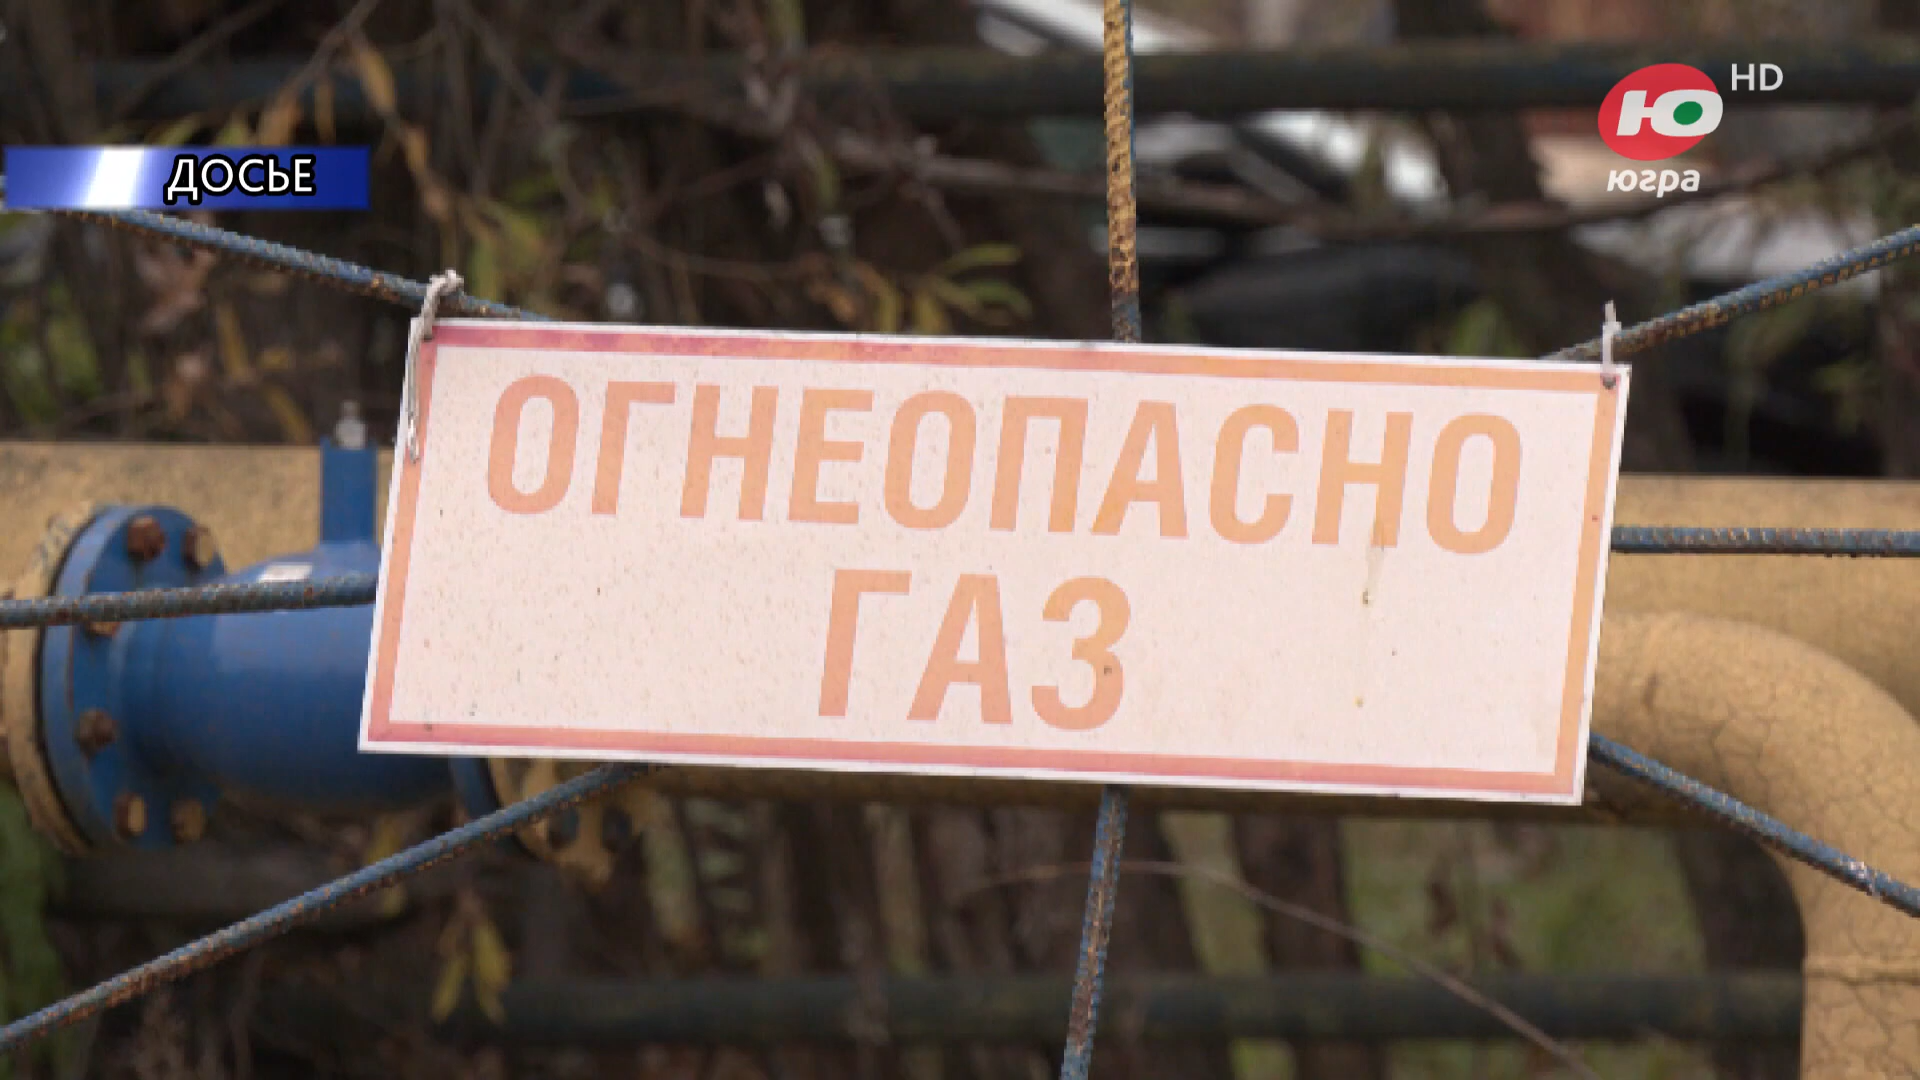 HD
Ю
югра
ДОСЬЕ
ОГНЕОПАСНО
ГАЗ